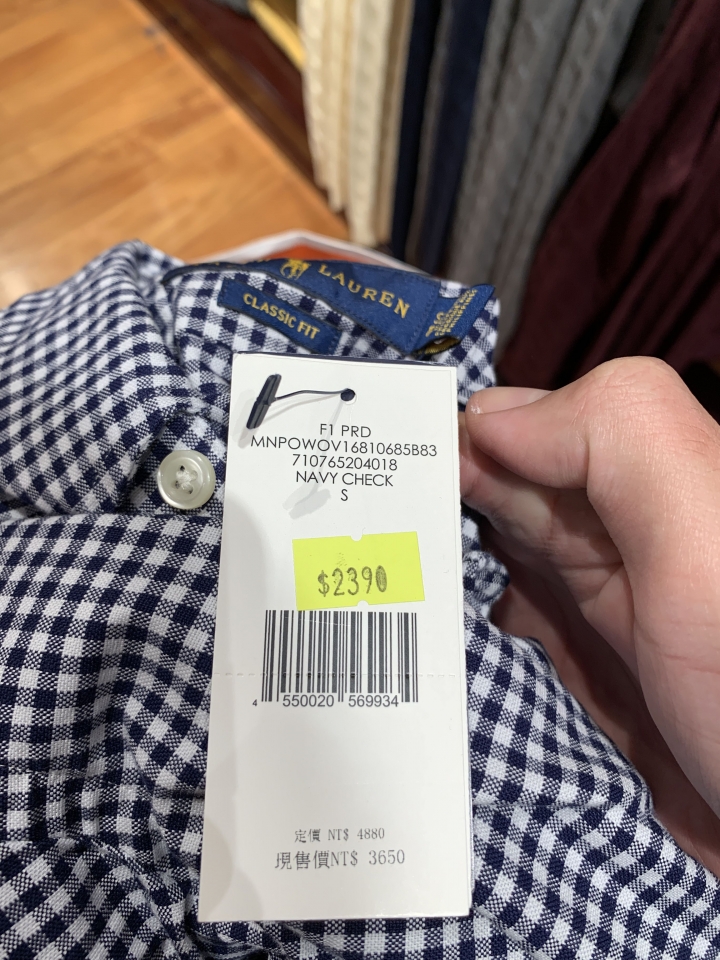 LAUREN
CLASSIC FIT
F1 PRD
MNPOWOV16810685B83
710765204018
NAVY CHECK
S
$2390
4 550020 569934
定價 NT$ 4880
現售價NT$ 3650